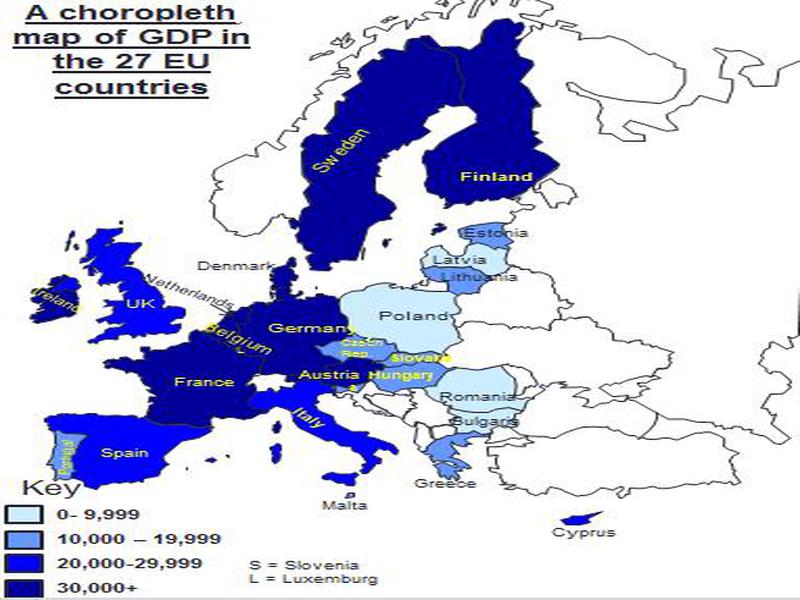 A choropleth
map of GDP in
the 27 EU
countries
Sweden
Finland
Estonia
Latvia
Lithuania
Denmark
Netherlands
Ireland
UK
Belgium
Germany
Poland
Czech
Rep
Slovak
Austria
Hungary
France
Romania
Italy
Bulgaria
Portugal
Spain
Greece
Malta
Cyprus
Key
0- 9,999
10,000 – 19,999
20,000-29,999
30,000+
S = Slovenia
L = Luxemburg